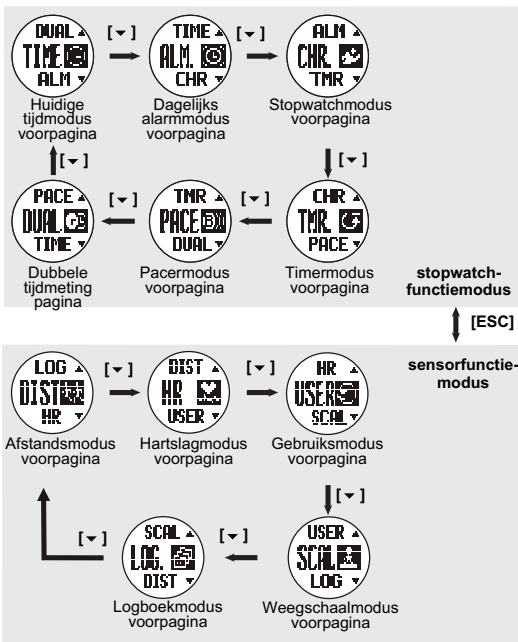 DUAL ▲
TIME
ALM
[▼]
TIME ▲
ALM.
CHR ▼
[▼]
ALM ▲
CHR.
TMR ▼
Huidige
tijdmodus
voorpagina
Dagelijks
alarmmodus
voorpagina
Stopwatchmodus
voorpagina
[▼]
[▼]
PACE ▲
DUAL
TIME ▼
[▼]
TMR ▲
PACE
DUAL ▼
[▼]
CHR ▲
TMR.
PACE ▼
Dubbele
tijdmeting
pagina
Pacermodus
voorpagina
Timermodus
voorpagina
stopwatch-
functiemodus
[ESC]
sensorfunctie-
modus
LOG ▲
DIST
HR ▼
[▼]
DIST ▲
HR
USER ▼
[▼]
HR ▲
USER
SCAL ▼
Afstandsmodus
voorpagina
Hartslagmodus
voorpagina
Gebruiksmodus
voorpagina
[▼]
[▼]
SCAL ▲
LOG.
DIST ▼
[▼]
USER ▲
SCAL
LOG ▼
Logboekmodus
voorpagina
Weegschaalmodus
voorpagina